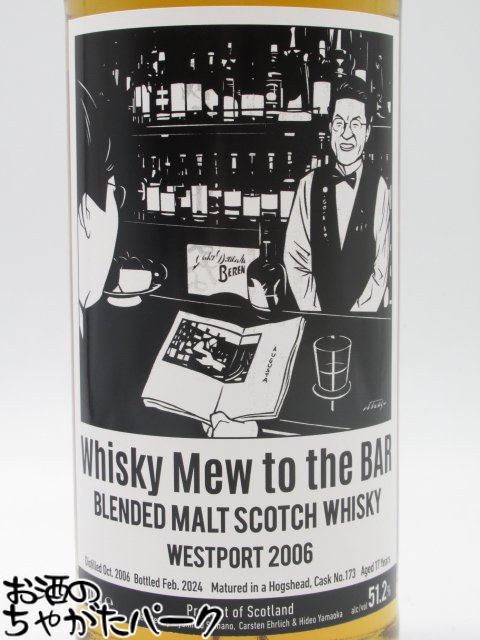 BEREN
AUGUSTA
Whisky Mew to the BAR
BLENDED MALT SCOTCH WHISKY
WESTPORT 2006
Distilled Oct. 2006 Bottled Feb. 2024 Matured in a Hogshead, Cask No.173 Aged 17 Years
of Scotland
alc/vol 51.2%
Carsten Ehrlich & Hideo Yamaoka
お酒の
ちゃがたパーク